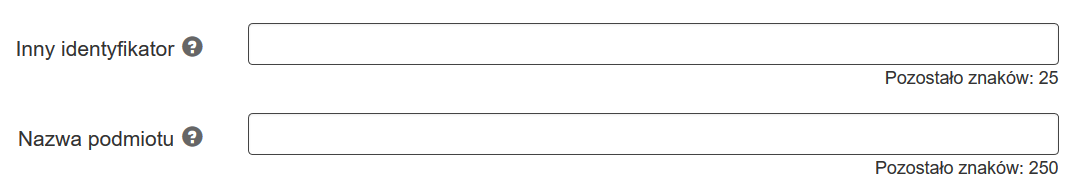 Inny identyfikator ?
Pozostało znaków: 25
Nazwa podmiotu ?
Pozostało znaków: 250